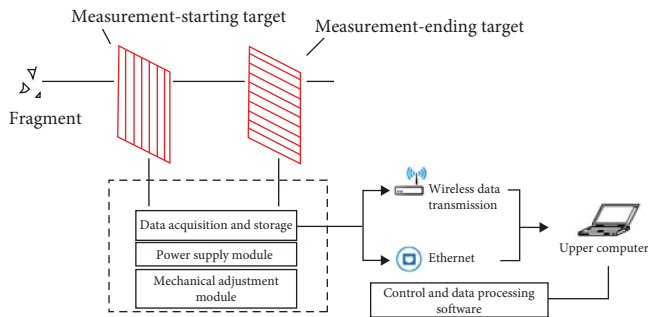 Measurement-starting target
Measurement-ending target
Fragment
Data acquisition and storage
Power supply module
Mechanical adjustment
module
Wireless data
transmission
Ethernet
Upper computer
Control and data processing
software